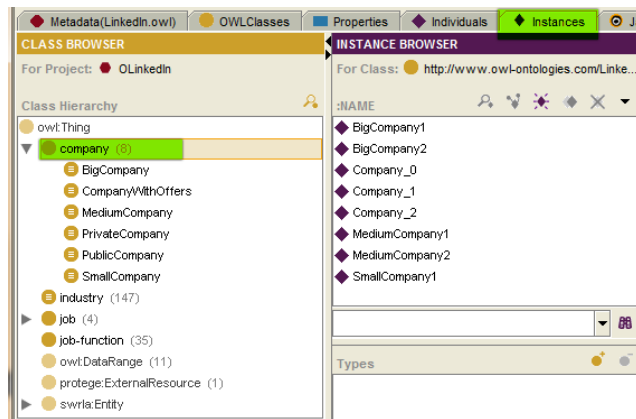 Metadata(LinkedIn.owl)
OWLClasses
Properties
Individuals
Instances
CLASS BROWSER
For Project: OLinkedIn
Class Hierarchy
owl:Thing
company (8)
BigCompany
CompanyWithOffers
MediumCompany
PrivateCompany
PublicCompany
SmallCompany
industry (147)
job (4)
job-function (35)
owl:DataRange (11)
protege:ExternalResource (1)
swrla:Entity
INSTANCE BROWSER
For Class: http://www.owl-ontologies.com/Linke...
:NAME
BigCompany1
BigCompany2
Company_0
Company_1
Company_2
MediumCompany1
MediumCompany2
SmallCompany1
Types